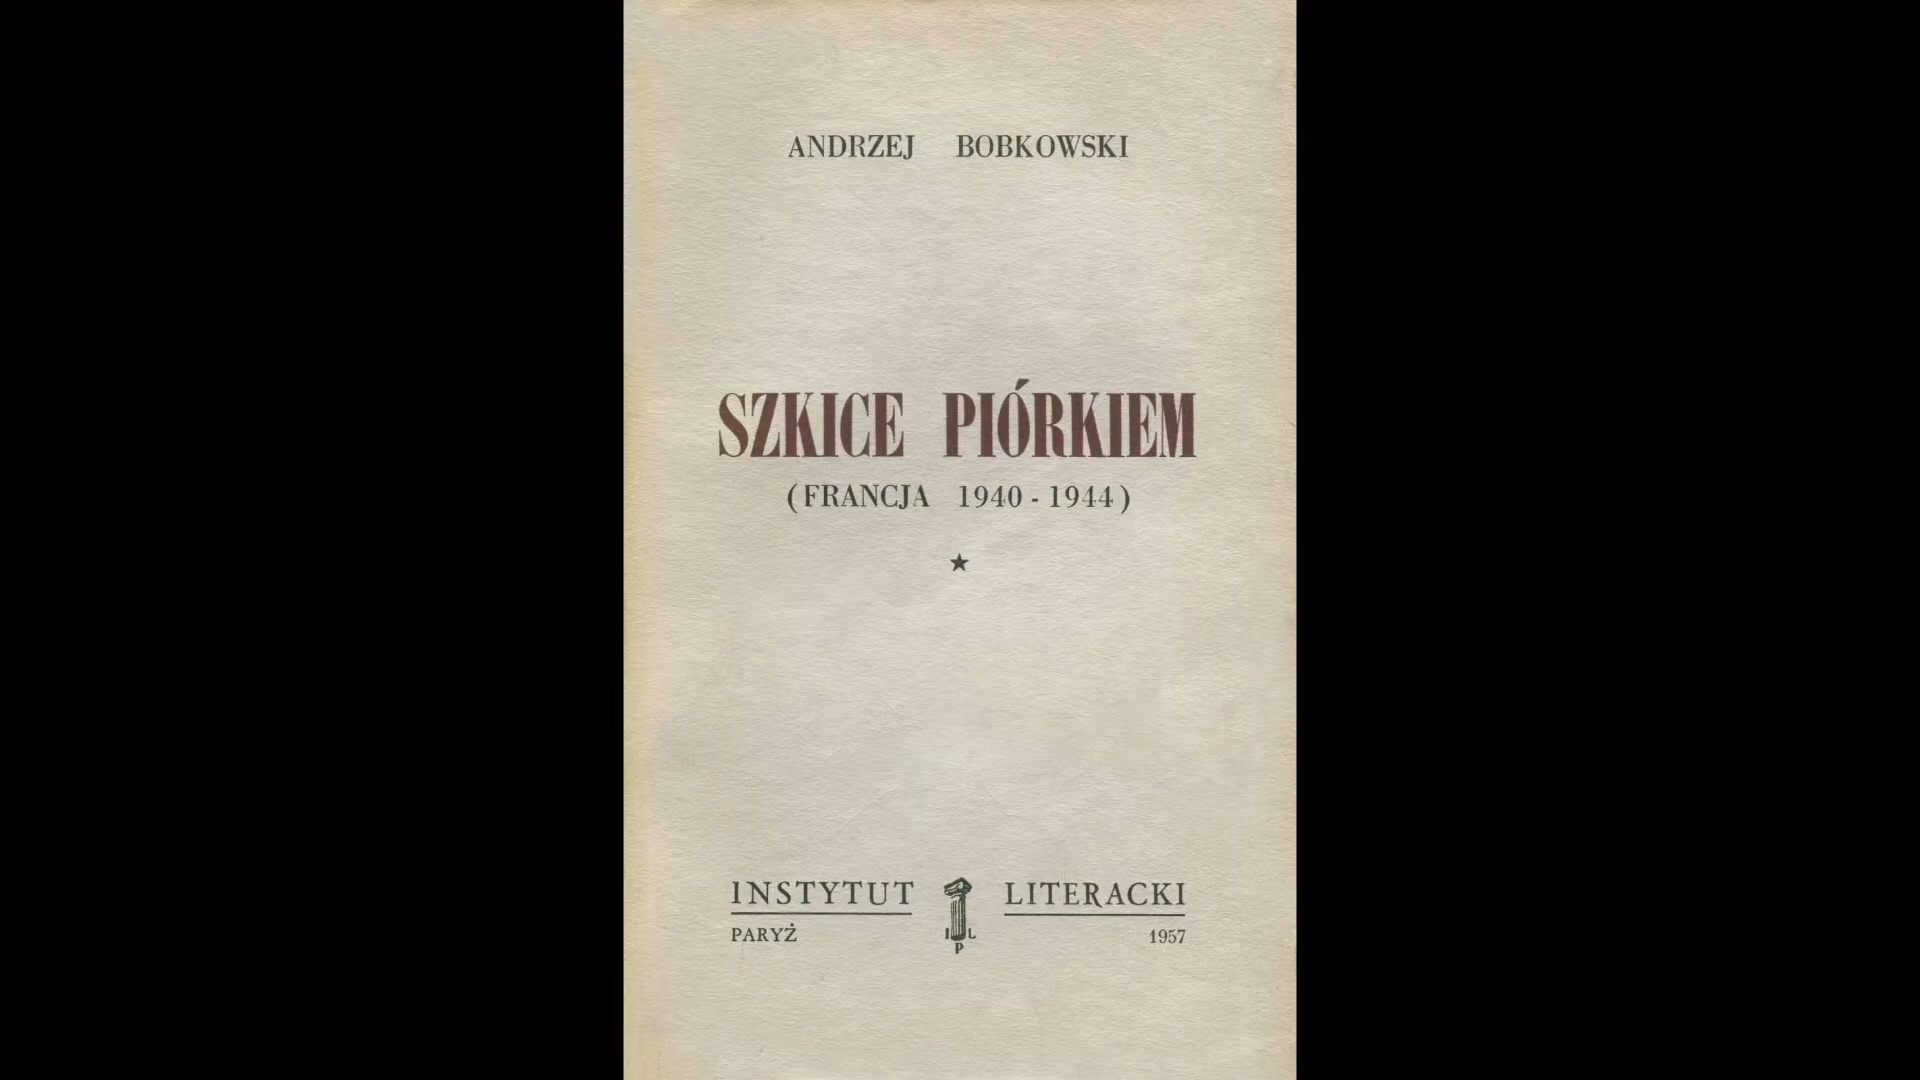 ANDRZEJ BOBKOWSKI
SZKICE PIÓRKIEM
(FRANCJA 1940 - 1944)
★
INSTYTUT LITERACKI
I L
P
PARYŻ 1957